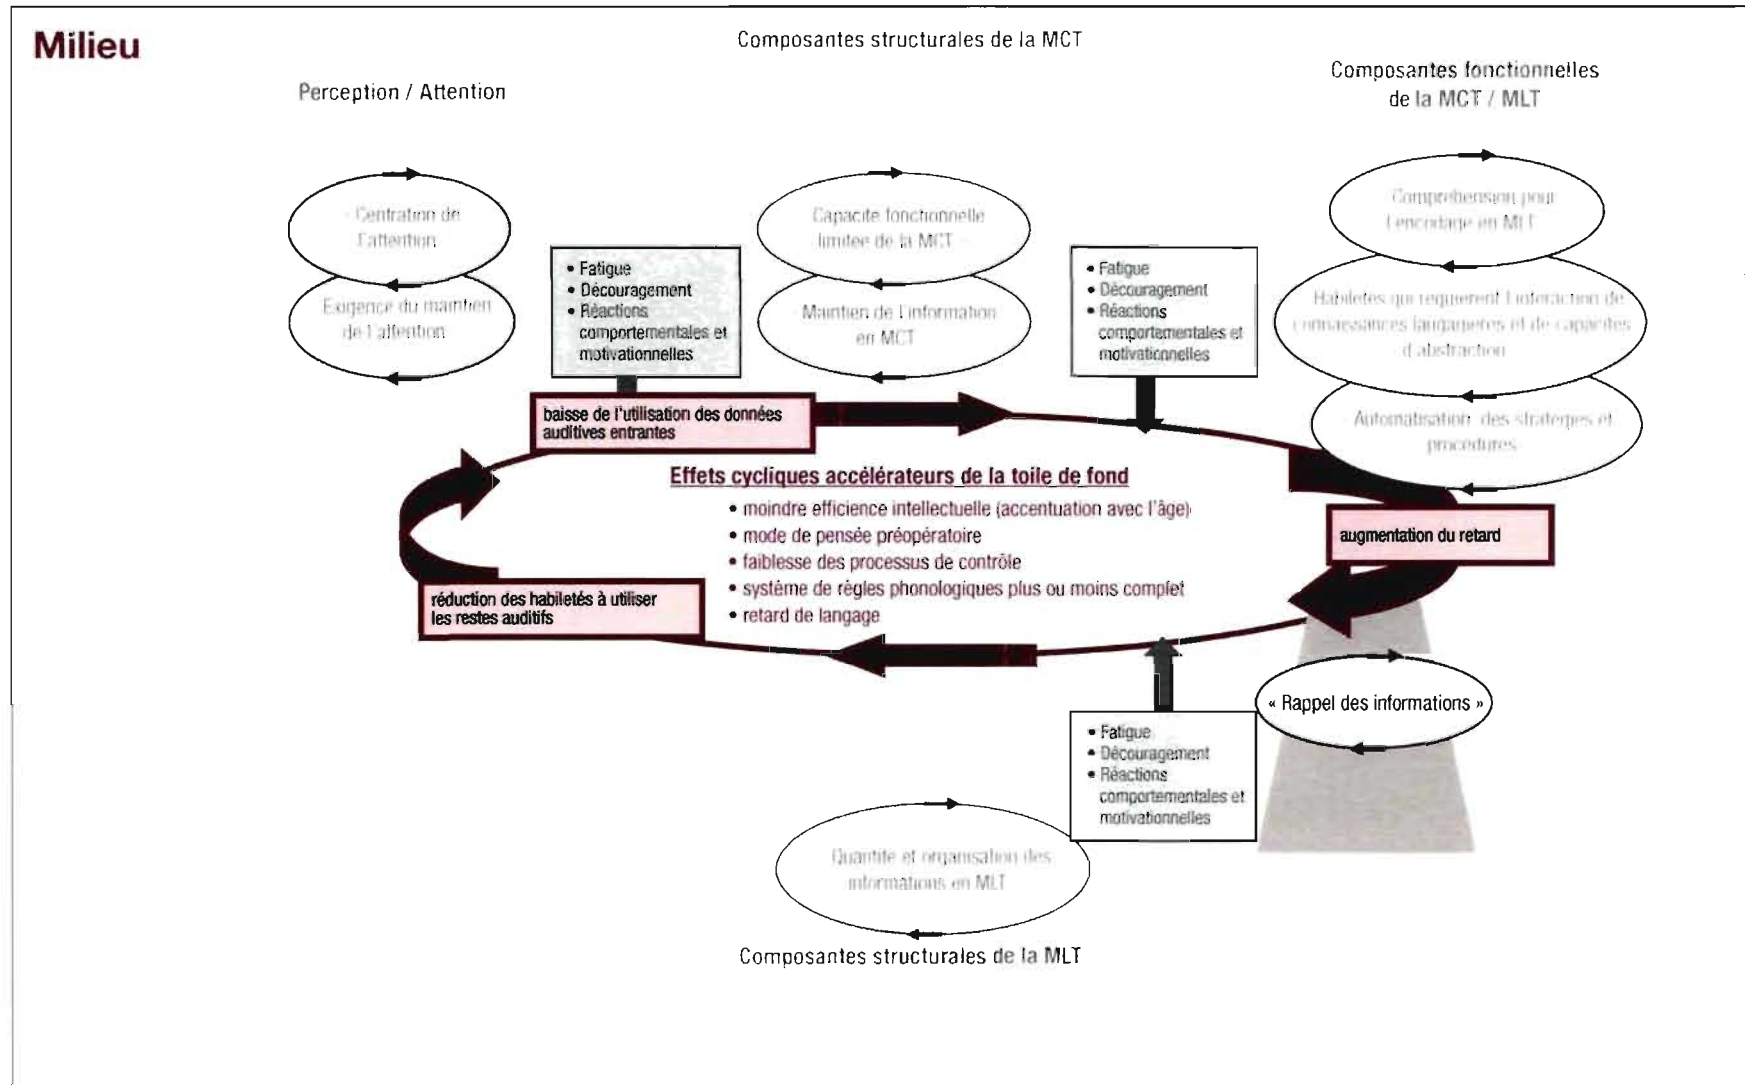 Milieu
Composantes structurales de la MCT
Composantes fonctionnelles
de la MCT / MLT
Perception / Attention
Centration de
l'attention
Exigence du maintien
de l'attention
• Fatigue
• Découragement
• Réactions
comportementales et
motivationnelles
Capacité fonctionnelle
limitée de la MCT
Maintien de l'information
en MCT
• Fatigue
• Découragement
• Réactions
comportementales et
motivationnelles
Compréhension pour
l'encodage en MLT
Habiletés qui requièrent l'interaction de
connaissances langagières et de capacités
d'abstraction
Automatisation des stratégies et
procédures
baisse de l'utilisation des données
auditives entrantes
Effets cycliques accélérateurs de la toile de fond
• moindre efficience intellectuelle (accentuation avec l'âge)
• mode de pensée préopératoire
• faiblesse des processus de contrôle
• système de règles phonologiques plus ou moins complet
• retard de langage
augmentation du retard
réduction des habiletés à utiliser
les restes auditifs
« Rappel des informations »
• Fatigue
• Découragement
• Réactions
comportementales et
motivationnelles
Quantité et organisation des
informations en MLT
Composantes structurales de la MLT